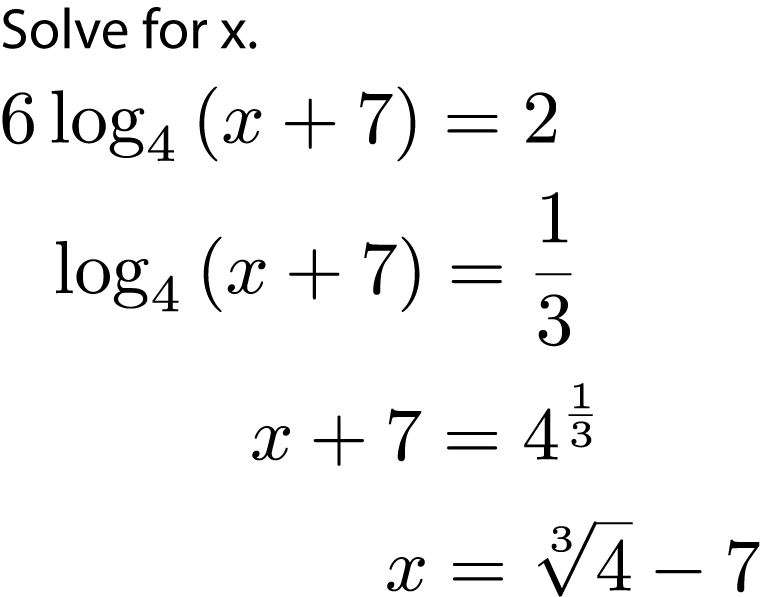 Solve for x.
6 log₄ (x + 7) = 2
log₄ (x + 7) = 1/3
x + 7 = 4^(1/3)
x = ∛4 − 7